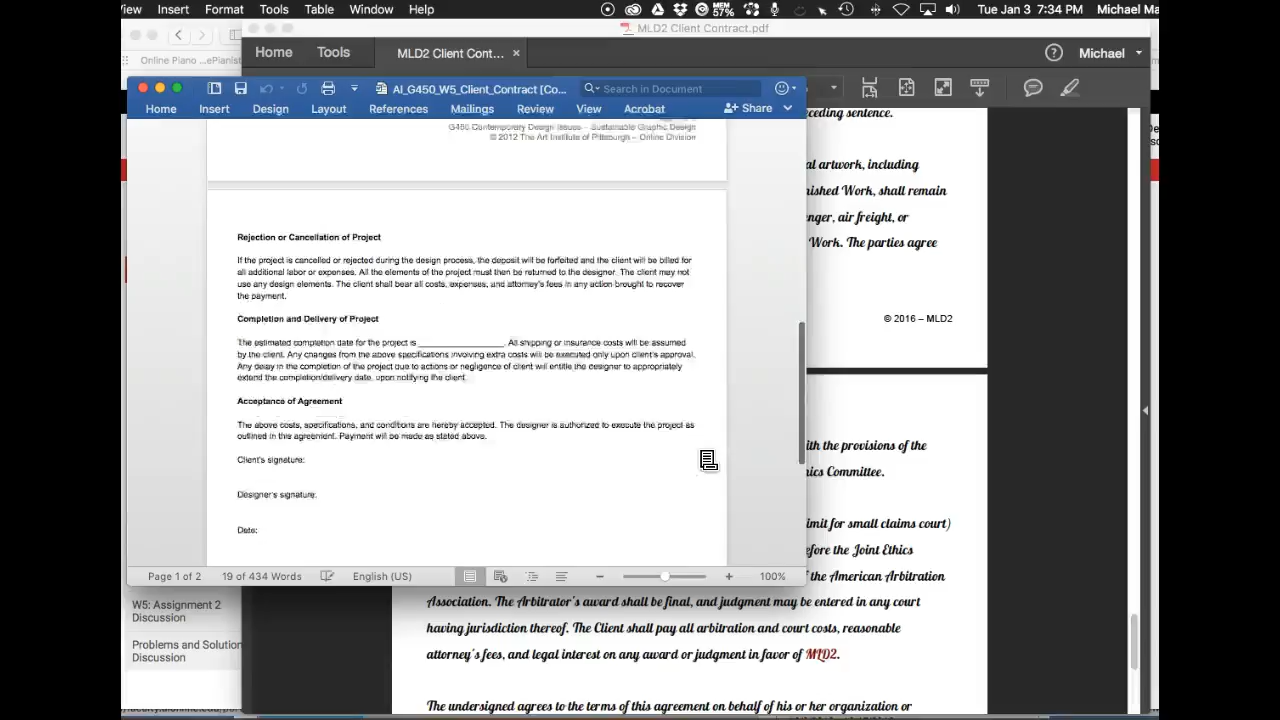 View Insert Format Tools Table Window Help
MEM 57% Tue Jan 3 7:34 PM Michael Ma
MLD2 Client Contract.pdf
Online Piano ...ePianist
Home Tools MLD2 Client Cont... × Michael
AI_G450_W5_Client_Contract [Co... Search in Document
Home Insert Design Layout References Mailings Review View Acrobat Share
G450 Contemporary Design Issues – Sustainable Graphic Design
© 2012 The Art Institute of Pittsburgh – Online Division
Rejection or Cancellation of Project
If the project is cancelled or rejected during the design process, the deposit will be forfeited and the client will be billed for
all additional labor or expenses. All the elements of the project must then be returned to the designer. The client may not
use any design elements. The client shall bear all costs, expenses, and attorney's fees in any action brought to recover
the payment.
Completion and Delivery of Project
The estimated completion date for the project is ________________. All shipping or insurance costs will be assumed
by the client. Any changes from the above specifications involving extra costs will be executed only upon client's approval.
Any delay in the completion of the project due to actions or negligence of client will entitle the designer to appropriately
extend the completion/delivery date, upon notifying the client.
Acceptance of Agreement
The above costs, specifications, and conditions are hereby accepted. The designer is authorized to execute the project as
outlined in this agreement. Payment will be made as stated above.
Client's signature:
Designer's signature:
Date:
Page 1 of 2 19 of 434 Words English (US) 100%
W5: Assignment 2
Discussion
Problems and Solution
Discussion
ceding sentence.
al artwork, including
nished Work, shall remain
nger, air freight, or
Work. The parties agree
© 2016 – MLD2
ith the provisions of the
ics Committee.
imit for small claims court)
efore the Joint Ethics
f the American Arbitration
Association. The Arbitrator's award shall be final, and judgment may be entered in any court
having jurisdiction thereof. The Client shall pay all arbitration and court costs, reasonable
attorney's fees, and legal interest on any award or judgment in favor of MLD2.
The undersigned agrees to the terms of this agreement on behalf of his or her organization or